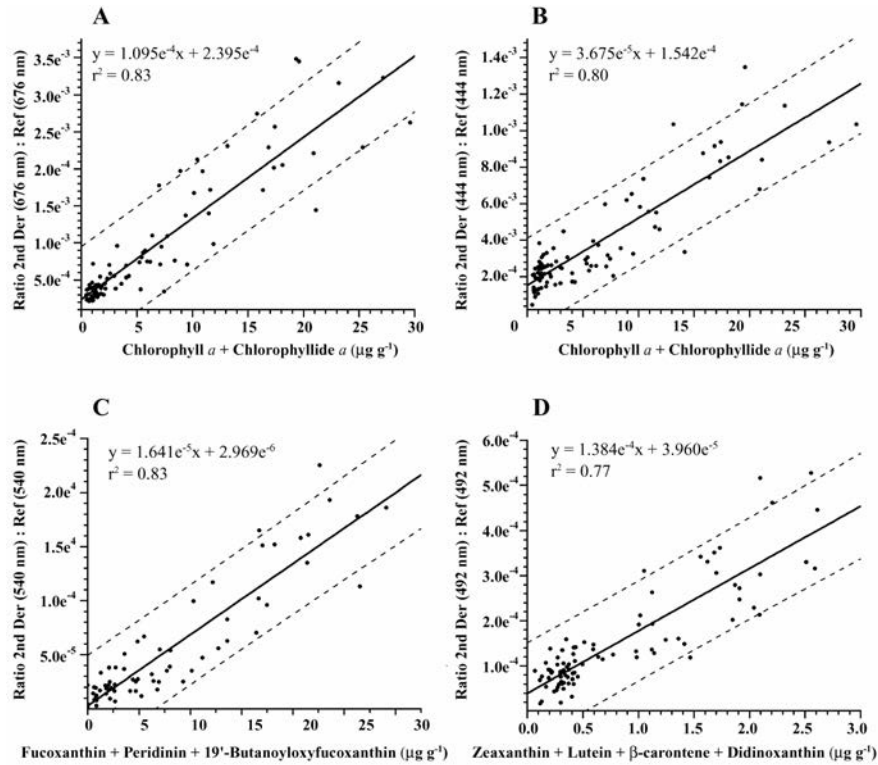 A
y = 1.095e⁻⁴x + 2.395e⁻⁴
r² = 0.83
Ratio 2nd Der (676 nm) : Ref (676 nm)
3.5e⁻³
3.0e⁻³
2.5e⁻³
2.0e⁻⁴
1.5e⁻³
1.0e⁻³
5.0e⁻⁴
0 5 10 15 20 25 30
Chlorophyll a + Chlorophyllide a (µg g⁻¹)
B
y = 3.675e⁻⁵x + 1.542e⁻⁴
r² = 0.80
Ratio 2nd Der (444 nm) : Ref (444 nm)
1.4e⁻³
1.2e⁻³
1.0e⁻³
8.0e⁻³
6.0e⁻³
4.0e⁻³
2.0e⁻⁴
0 5 10 15 20 25 30
Chlorophyll a + Chlorophyllide a (µg g⁻¹)
C
y = 1.641e⁻⁵x + 2.969e⁻⁶
r² = 0.83
Ratio 2nd Der (540 nm) : Ref (540 nm)
2.5e⁻⁴
2.0e⁻⁴
1.5e⁻⁴
1.0e⁻⁴
5.0e⁻⁵
0 5 10 15 20 25 30
Fucoxanthin + Peridinin + 19'-Butanoyloxyfucoxanthin (µg g⁻¹)
D
y = 1.384e⁻⁴x + 3.960e⁻⁵
r² = 0.77
Ratio 2nd Der (492 nm) : Ref (492 nm)
6.0e⁻⁴
5.0e⁻⁴
4.0e⁻⁴
3.0e⁻⁴
2.0e⁻⁴
1.0e⁻⁴
0.0 0.5 1.0 1.5 2.0 2.5 3.0
Zeaxanthin + Lutein + β-carontene + Didinoxanthin (µg g⁻¹)